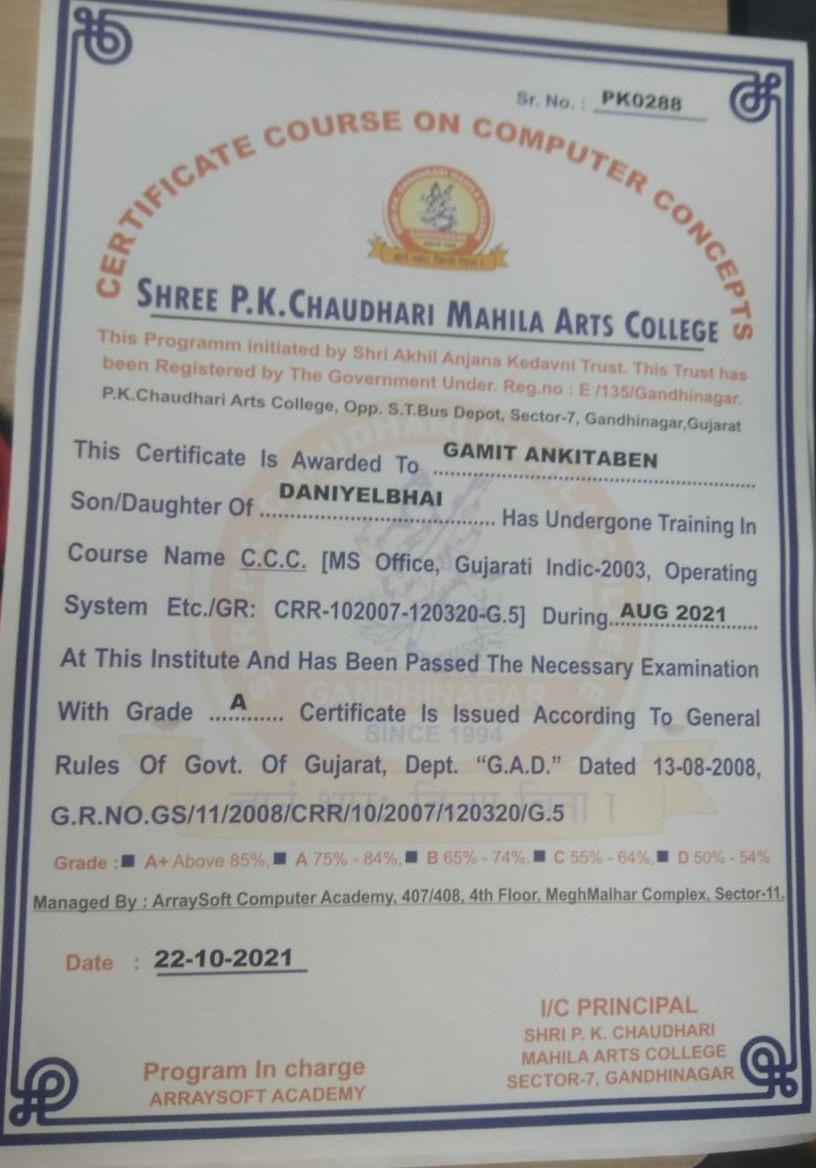 Sr. No. : PK0288
CERTIFICATE COURSE ON COMPUTER CONCEPTS
SHREE P.K.CHAUDHARI MAHILA ARTS COLLEGE
This Programm initiated by Shri Akhil Anjana Kedavni Trust. This Trust has
been Registered by The Government Under. Reg.no : E /135/Gandhinagar.
P.K.Chaudhari Arts College, Opp. S.T.Bus Depot, Sector-7, Gandhinagar,Gujarat
This Certificate Is Awarded To GAMIT ANKITABEN
Son/Daughter Of DANIYELBHAI Has Undergone Training In
Course Name C.C.C. [MS Office, Gujarati Indic-2003, Operating
System Etc./GR: CRR-102007-120320-G.5] During AUG 2021
At This Institute And Has Been Passed The Necessary Examination
With Grade A Certificate Is Issued According To General
Rules Of Govt. Of Gujarat, Dept. “G.A.D.” Dated 13-08-2008,
G.R.NO.GS/11/2008/CRR/10/2007/120320/G.5
GANDHINAGAR
SINCE 1994
Grade : A+ Above 85%, A 75% - 84%, B 65% - 74%, C 55% - 64%, D 50% - 54%
Managed By : ArraySoft Computer Academy, 407/408, 4th Floor, MeghMalhar Complex, Sector-11.
Date : 22-10-2021
Program In charge
ARRAYSOFT ACADEMY
I/C PRINCIPAL
SHRI P. K. CHAUDHARI
MAHILA ARTS COLLEGE
SECTOR-7, GANDHINAGAR